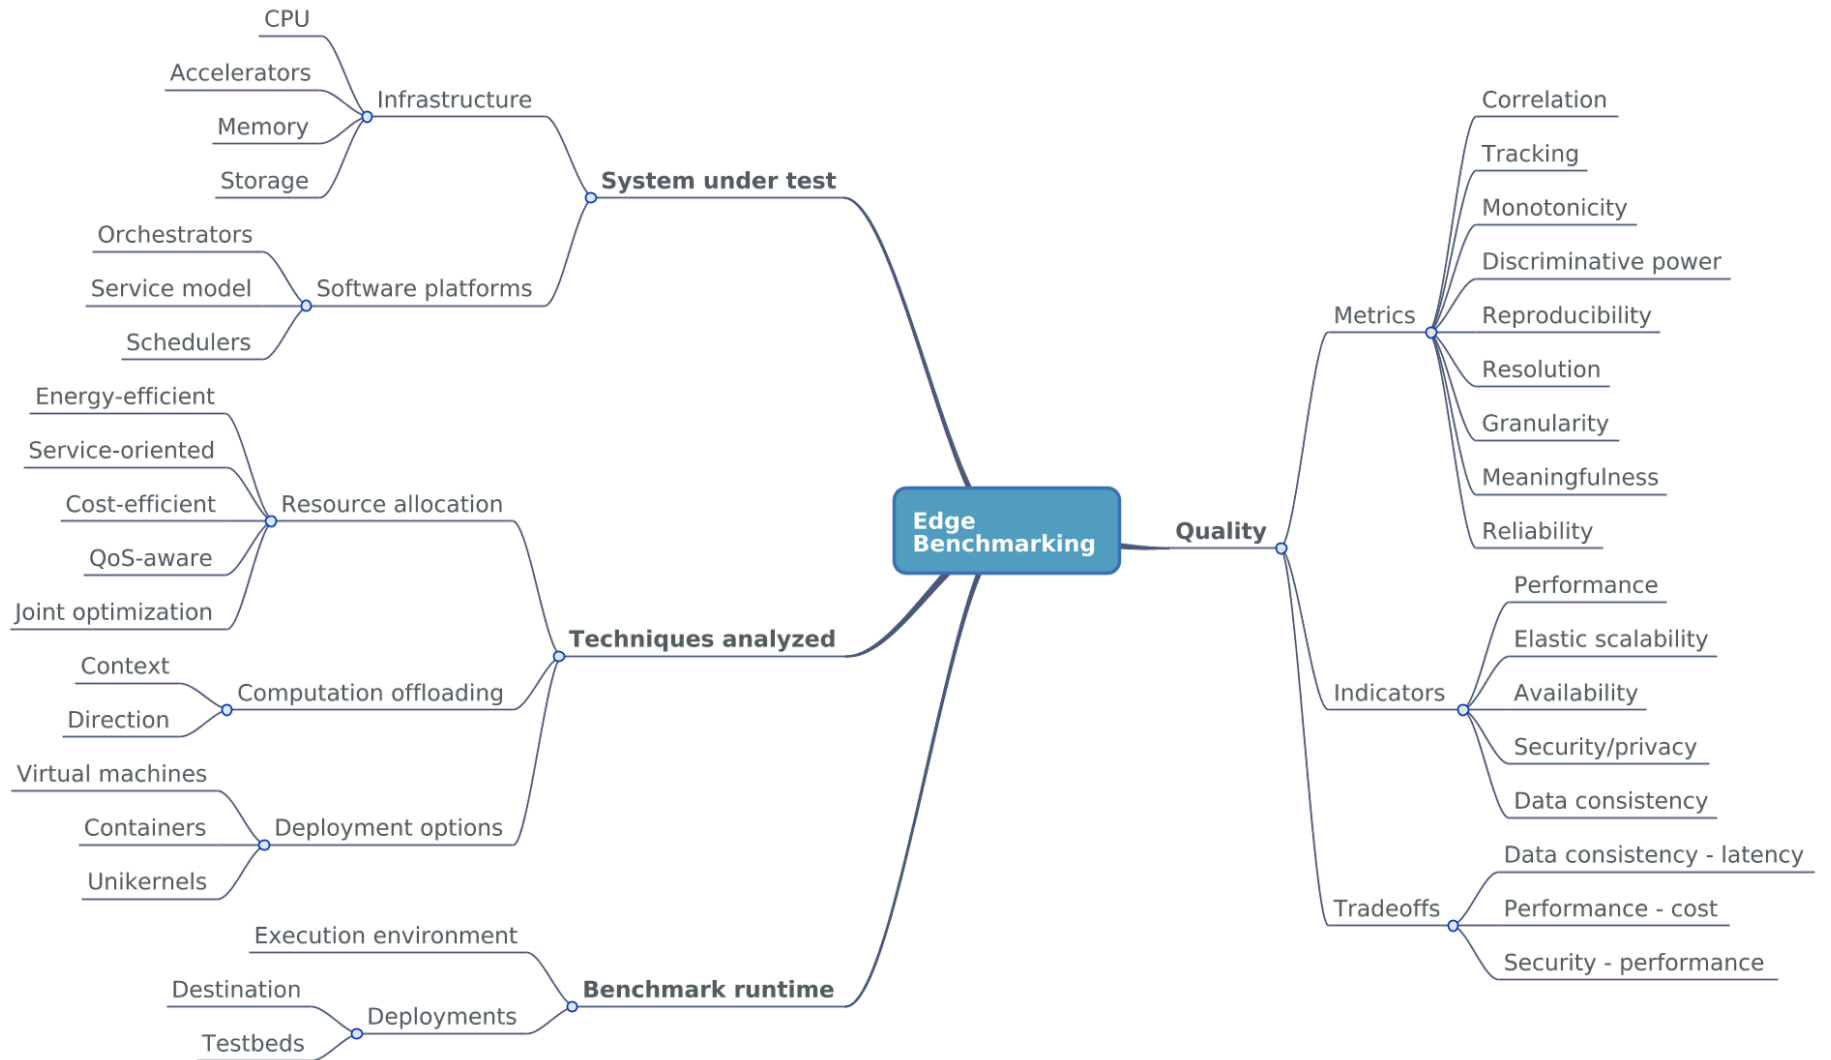 CPU
Accelerators
Memory
Storage
Infrastructure
Orchestrators
Service model
Schedulers
Software platforms
System under test
Energy-efficient
Service-oriented
Cost-efficient
QoS-aware
Joint optimization
Resource allocation
Context
Direction
Computation offloading
Virtual machines
Containers
Unikernels
Deployment options
Techniques analyzed
Execution environment
Destination
Testbeds
Deployments
Benchmark runtime
Edge
Benchmarking
Quality
Metrics
Correlation
Tracking
Monotonicity
Discriminative power
Reproducibility
Resolution
Granularity
Meaningfulness
Reliability
Indicators
Performance
Elastic scalability
Availability
Security/privacy
Data consistency
Tradeoffs
Data consistency - latency
Performance - cost
Security - performance